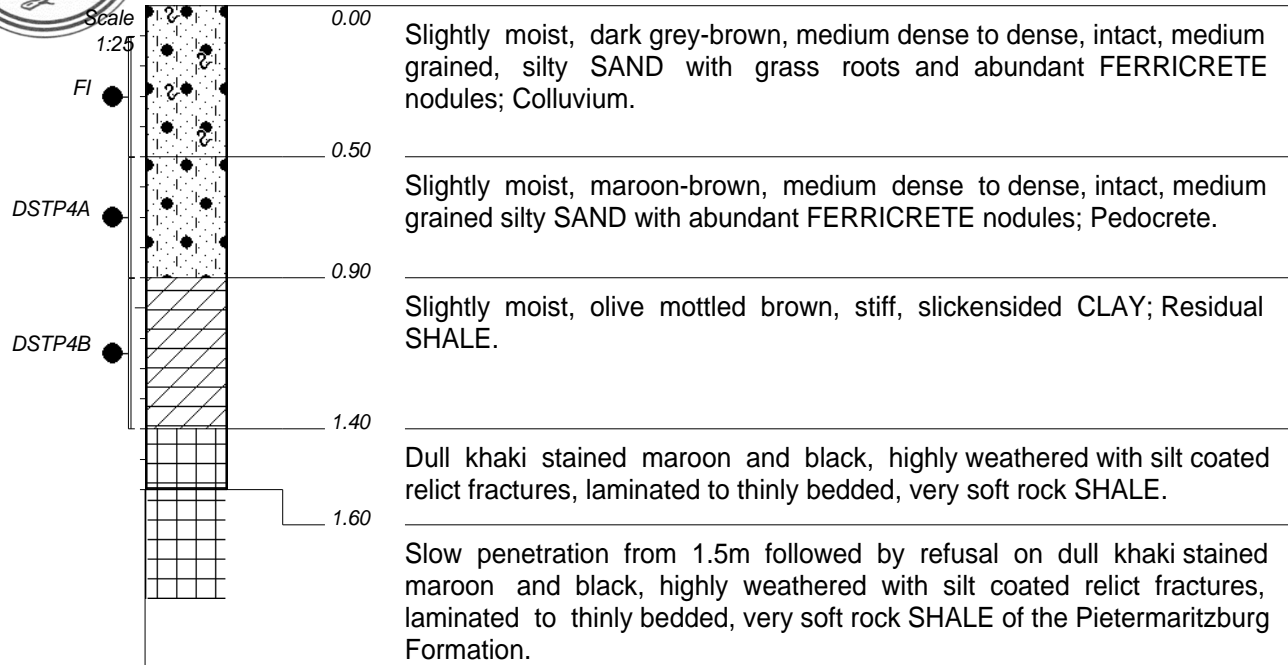 Scale
1:25
0.00
Slightly moist, dark grey-brown, medium dense to dense, intact, medium
grained, silty SAND with grass roots and abundant FERRICRETE
nodules; Colluvium.
FI
0.50
Slightly moist, maroon-brown, medium dense to dense, intact, medium
grained silty SAND with abundant FERRICRETE nodules; Pedocrete.
DSTP4A
0.90
Slightly moist, olive mottled brown, stiff, slickensided CLAY; Residual
SHALE.
DSTP4B
1.40
Dull khaki stained maroon and black, highly weathered with silt coated
relict fractures, laminated to thinly bedded, very soft rock SHALE.
1.60
Slow penetration from 1.5m followed by refusal on dull khaki stained
maroon and black, highly weathered with silt coated relict fractures,
laminated to thinly bedded, very soft rock SHALE of the Pietermaritzburg
Formation.